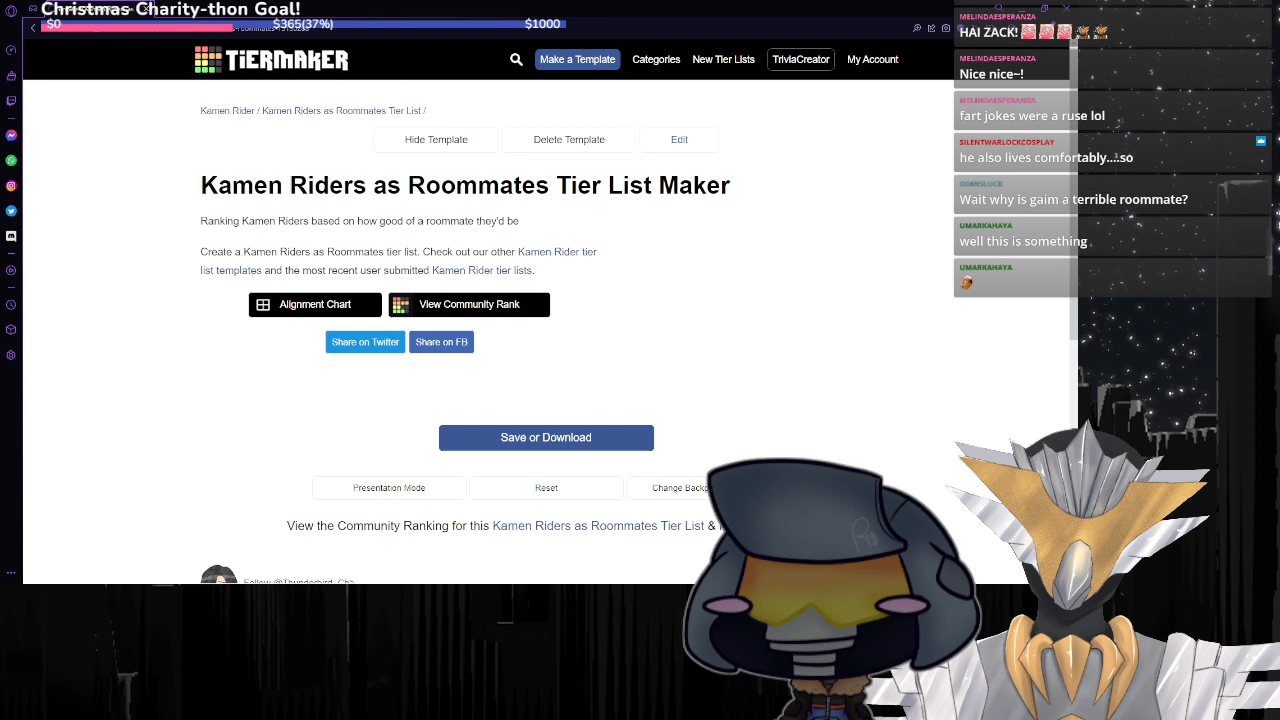 Christmas Charity-thon Goal!
$0
$365(37%)
$1000
TiERMAKER
Make a Template
Categories
New Tier Lists
TriviaCreator
My Account
Kamen Rider / Kamen Riders as Roommates Tier List /
Hide Template
Delete Template
Edit
Kamen Riders as Roommates Tier List Maker
Ranking Kamen Riders based on how good of a roommate they'd be
Create a Kamen Riders as Roommates tier list. Check out our other Kamen Rider tier
list templates and the most recent user submitted Kamen Rider tier lists.
Alignment Chart
View Community Rank
Share on Twitter
Share on FB
Save or Download
Presentation Mode
Reset
Change Backg
View the Community Ranking for this Kamen Riders as Roommates Tier List &
MELINDAESPERANZA
HAI ZACK!
MELINDAESPERANZA
Nice nice~!
MELINDAESPERANZA
fart jokes were a ruse lol
SILENTWARLOCKCOSPLAY
he also lives comfortably....so
ODINSLUCK
Wait why is gaim a terrible roommate?
UMARKAHAYA
well this is something
UMARKAHAYA